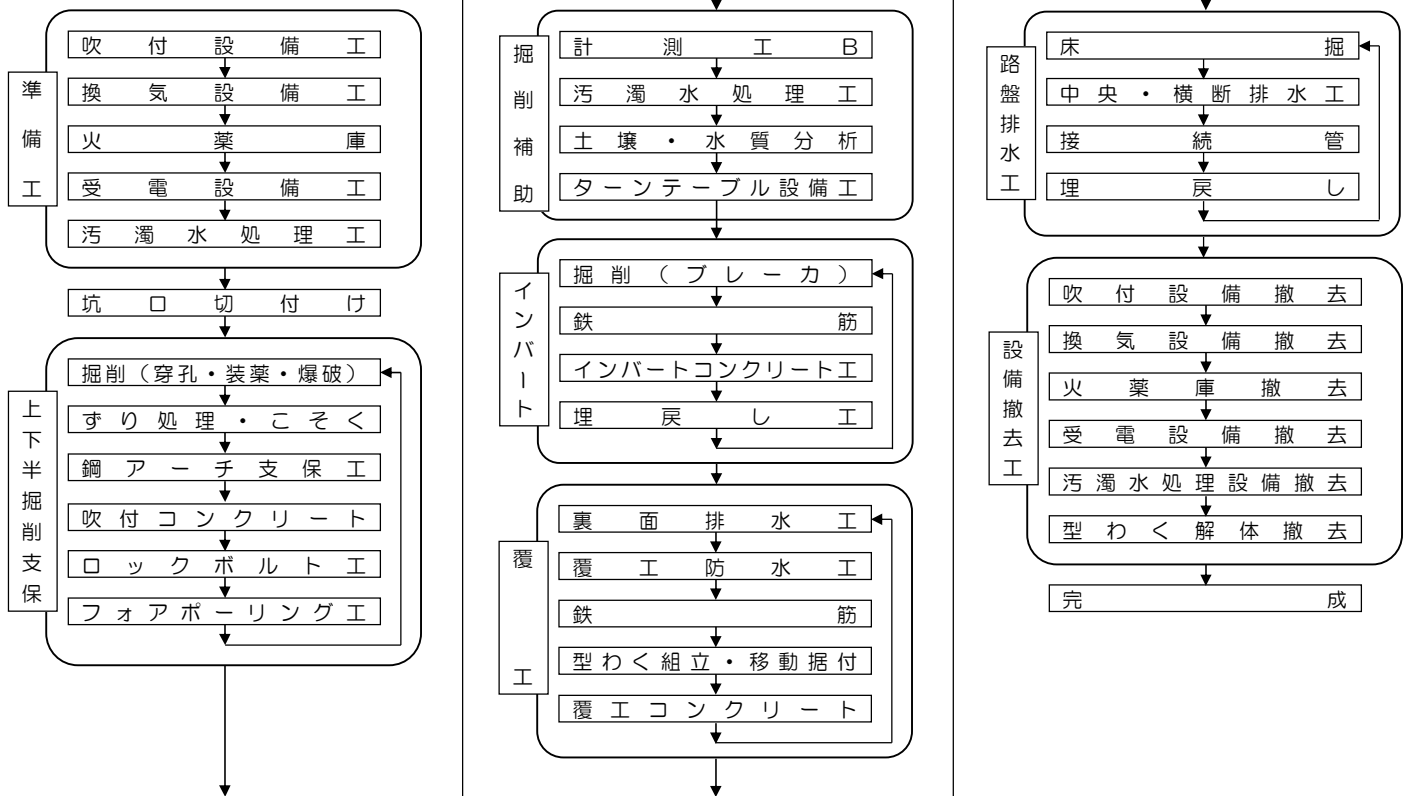 準備工
吹付設備工
換気設備工
火薬庫
受電設備工
汚濁水処理工
坑口切付け
上下半掘削支保
掘削（穿孔・装薬・爆破）
ずり処理・こそく
鋼アーチ支保工
吹付コンクリート
ロックボルト工
フォアポーリング工
掘削補助
計測工B
汚濁水処理工
土壌・水質分析
ターンテーブル設備工
インバート
掘削（ブレーカ）
鉄筋
インバートコンクリート工
埋戻し工
覆工
裏面排水工
覆工防水工
鉄筋
型わく組立・移動据付
覆工コンクリート
路盤排水工
床掘
中央・横断排水工
接続管
埋戻し
設備撤去工
吹付設備撤去
換気設備撤去
火薬庫撤去
受電設備撤去
汚濁水処理設備撤去
型わく解体撤去
完成